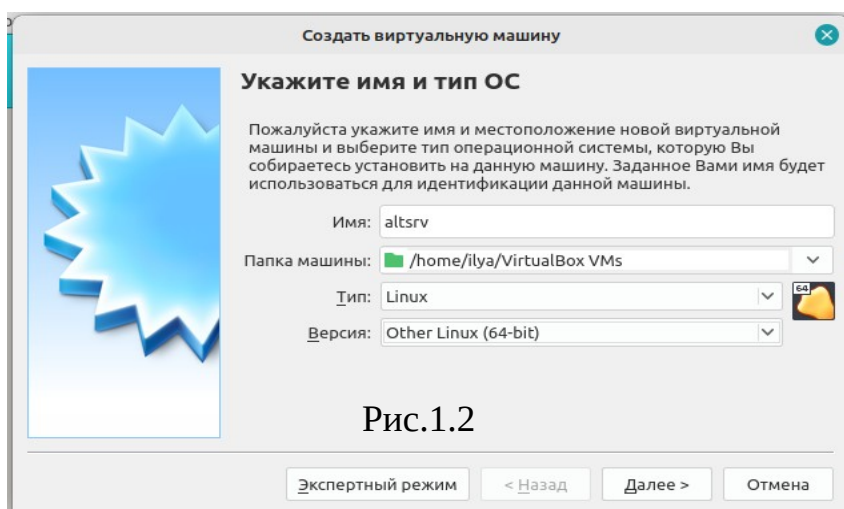 Создать виртуальную машину
Укажите имя и тип ОС
Пожалуйста укажите имя и местоположение новой виртуальной
машины и выберите тип операционной системы, которую Вы
собираетесь установить на данную машину. Заданное Вами имя будет
использоваться для идентификации данной машины.
Имя: altsrv
Папка машины: /home/ilya/VirtualBox VMs
Тип: Linux
64
Версия: Other Linux (64-bit)
Рис.1.2
Экспертный режим < Назад Далее > Отмена